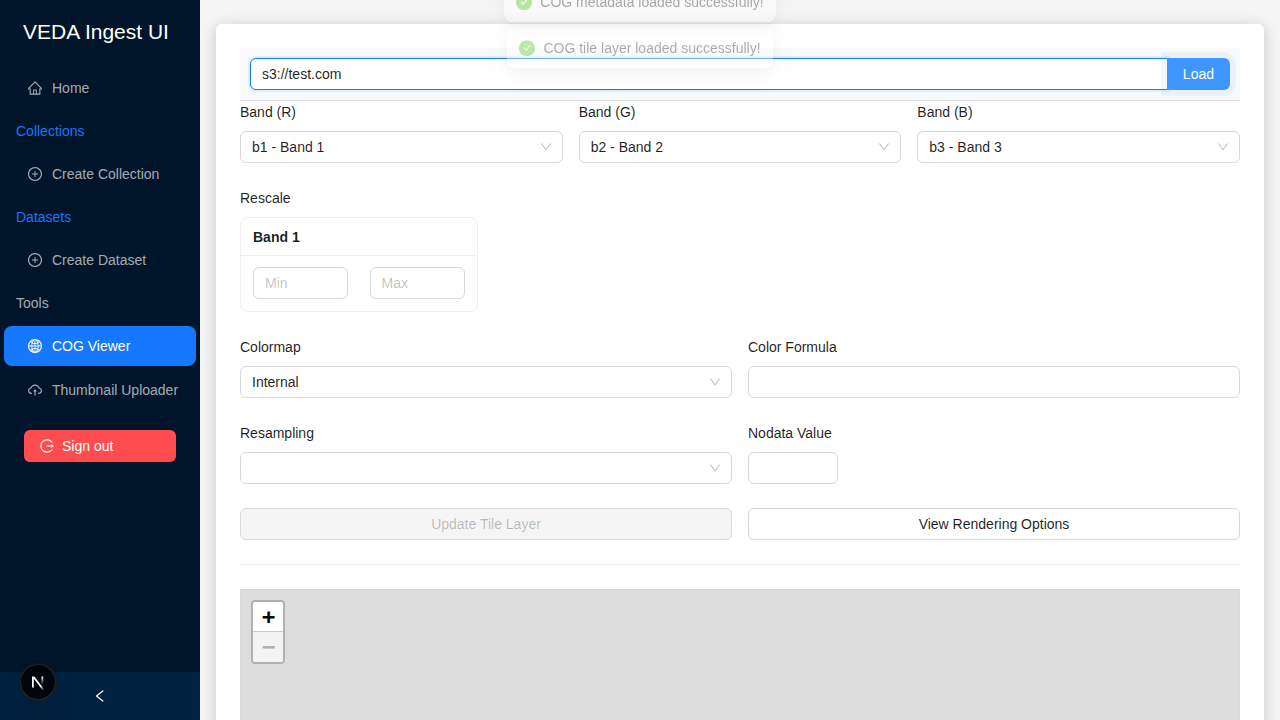 VEDA Ingest UI
Home
Collections
Create Collection
Datasets
Create Dataset
Tools
COG Viewer
Thumbnail Uploader
Sign out
N
COG metadata loaded successfully!
COG tile layer loaded successfully!
s3://test.com
Load
Band (R)
Band (G)
Band (B)
b1 - Band 1
b2 - Band 2
b3 - Band 3
Rescale
Band 1
Min
Max
Colormap
Color Formula
Internal
Resampling
Nodata Value
Update Tile Layer
View Rendering Options
+
−